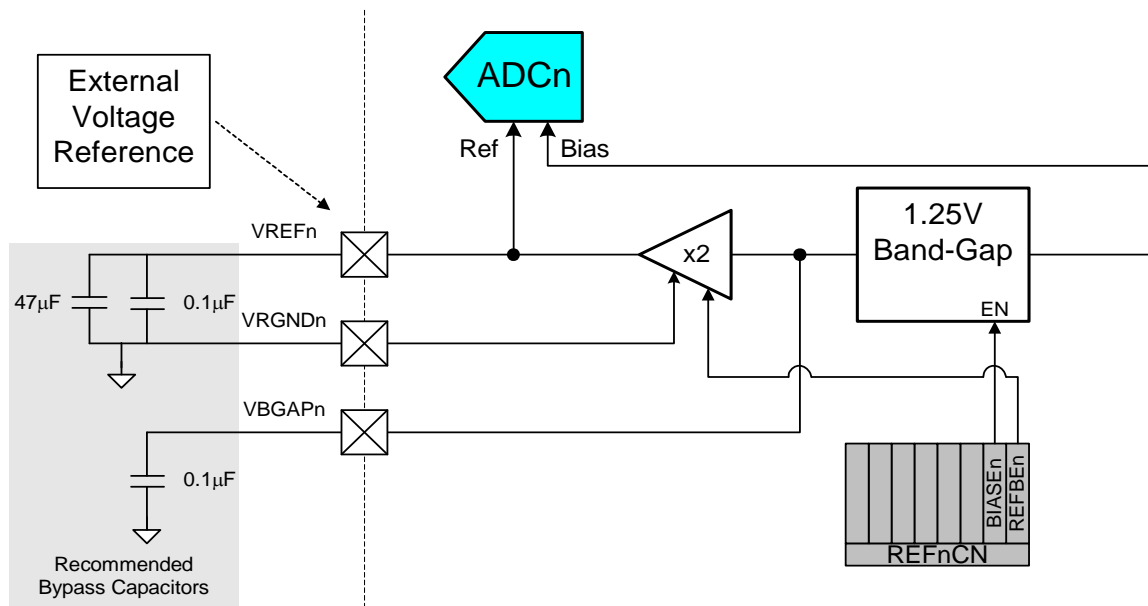 External
Voltage
Reference
ADCn
Ref
Bias
1.25V
Band-Gap
EN
x2
VREFn
47µF
0.1µF
VRGNDn
VBGAPn
0.1µF
Recommended
Bypass Capacitors
BIASEn
REFBEn
REFnCN